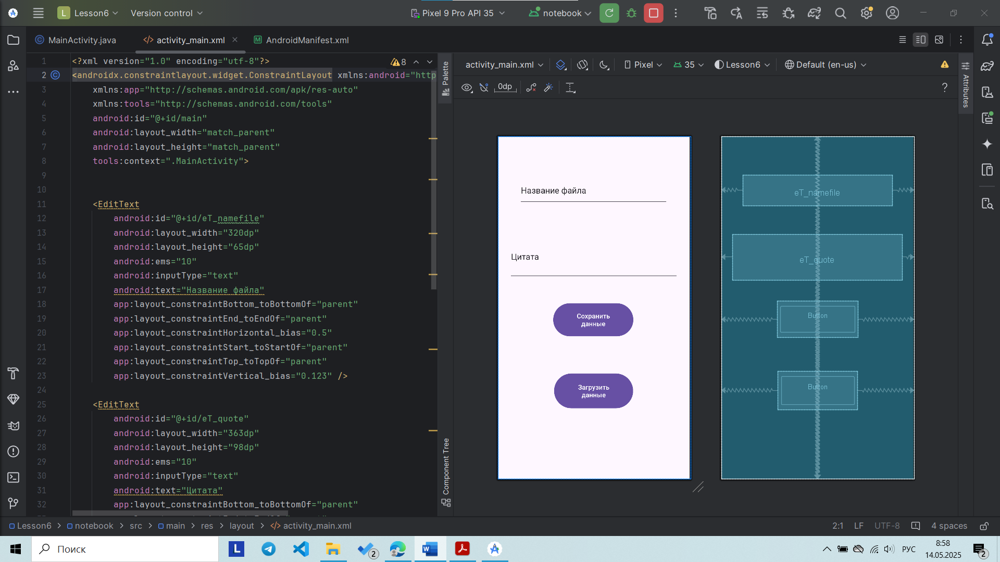 L Lesson6 Version control Pixel 9 Pro API 35 notebook
MainActivity.java activity_main.xml AndroidManifest.xml
1 <?xml version="1.0" encoding="utf-8"?> 8
2 <androidx.constraintlayout.widget.ConstraintLayout xmlns:android="http
3 xmlns:app="http://schemas.android.com/apk/res-auto"
4 xmlns:tools="http://schemas.android.com/tools"
5 android:id="@+id/main"
6 android:layout_width="match_parent"
7 android:layout_height="match_parent"
8 tools:context=".MainActivity">
9
10
11 <EditText
12 android:id="@+id/eT_namefile"
13 android:layout_width="320dp"
14 android:layout_height="65dp"
15 android:ems="10"
16 android:inputType="text"
17 android:text="Название файла"
18 app:layout_constraintBottom_toBottomOf="parent"
19 app:layout_constraintEnd_toEndOf="parent"
20 app:layout_constraintHorizontal_bias="0.5"
21 app:layout_constraintStart_toStartOf="parent"
22 app:layout_constraintTop_toTopOf="parent"
23 app:layout_constraintVertical_bias="0.123" />
24
25 <EditText
26 android:id="@+id/eT_quote"
27 android:layout_width="363dp"
28 android:layout_height="98dp"
29 android:ems="10"
30 android:inputType="text"
31 android:text="Цитата"
32 app:layout_constraintBottom_toBottomOf="parent"
Palette
Component Tree
activity_main.xml Pixel 35 Lesson6 Default (en-us)
0dp ?
Attributes
Название файла
Цитата
Сохранить
данные
Загрузить
данные
eT_namefile
eT_quote
Button
Button
Lesson6 > notebook > src > main > res > layout > activity_main.xml 2:1 LF UTF-8 4 spaces
Поиск
L
2
РУС
8:58
14.05.2025
2